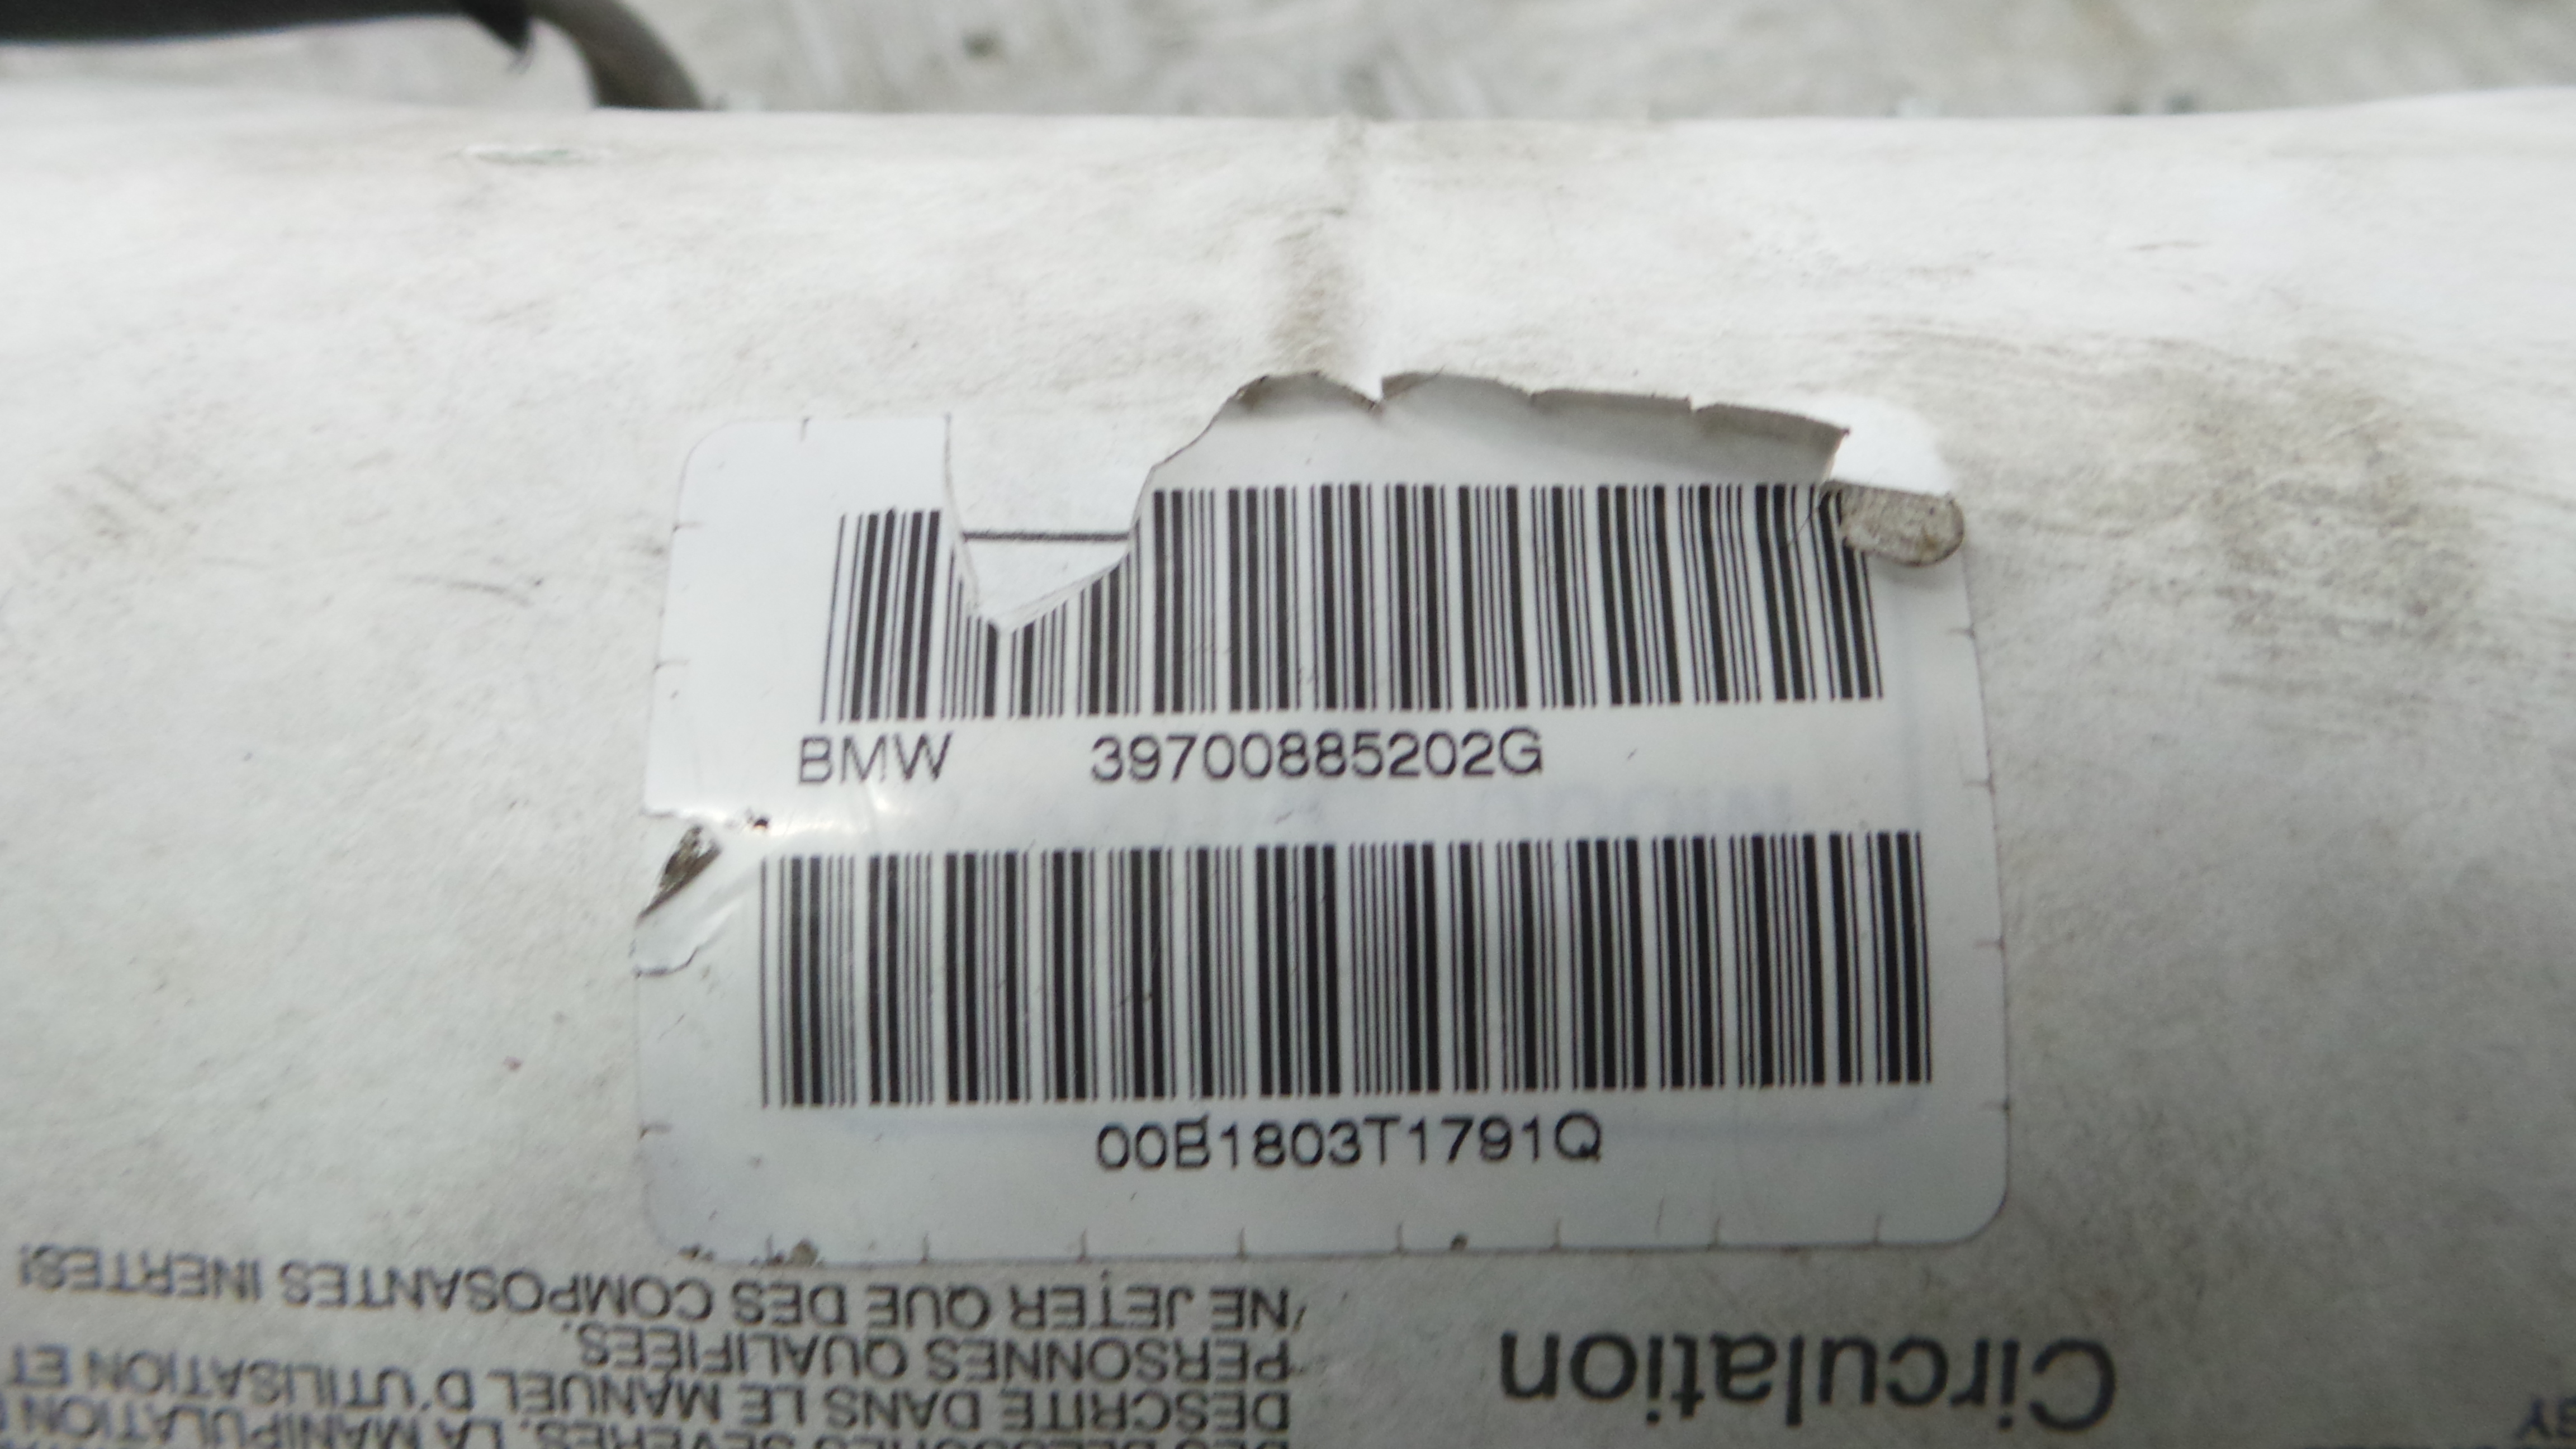 BMW 39700885202G
00B1803T1791Q
DESCRITE DANS LE MANUEL D'UTILISATION ET
PERSONNES QUALIFIEES.
NE JETER QUE DES COMPOSANTES INERTES!
Circulation